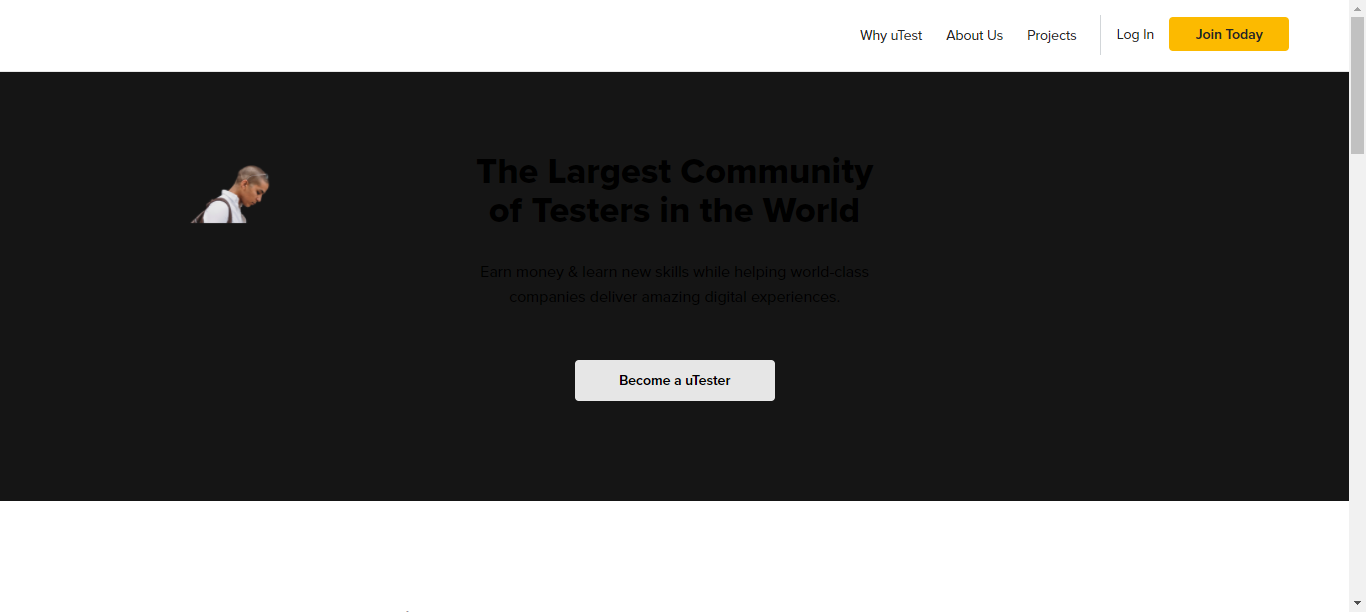 Why uTest
About Us
Projects
Log In
Join Today
The Largest Community
of Testers in the World
Earn money & learn new skills while helping world-class
companies deliver amazing digital experiences.
Become a uTester